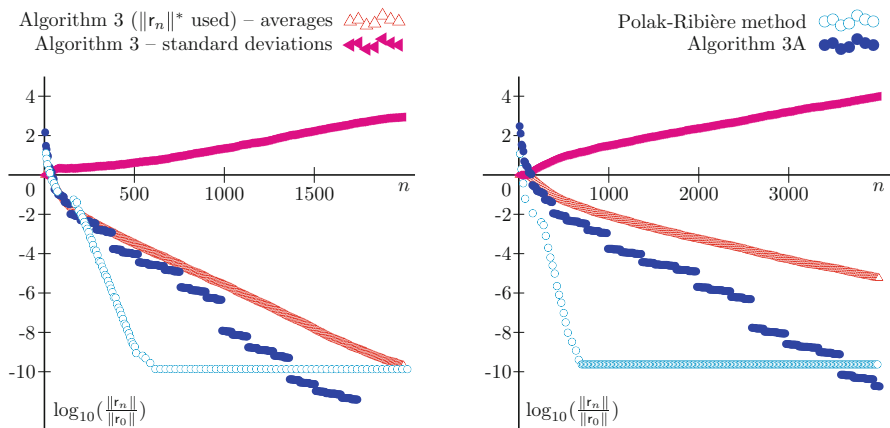 Algorithm 3 (‖r_n‖* used) – averages
Algorithm 3 – standard deviations
Polak-Ribière method
Algorithm 3A
4
2
0
-2
-4
-6
-8
-10
500
1000
1500
n
log₁₀(‖r_n‖/‖r_0‖)
4
2
0
-2
-4
-6
-8
-10
1000
2000
3000
n
log₁₀(‖r_n‖/‖r_0‖)